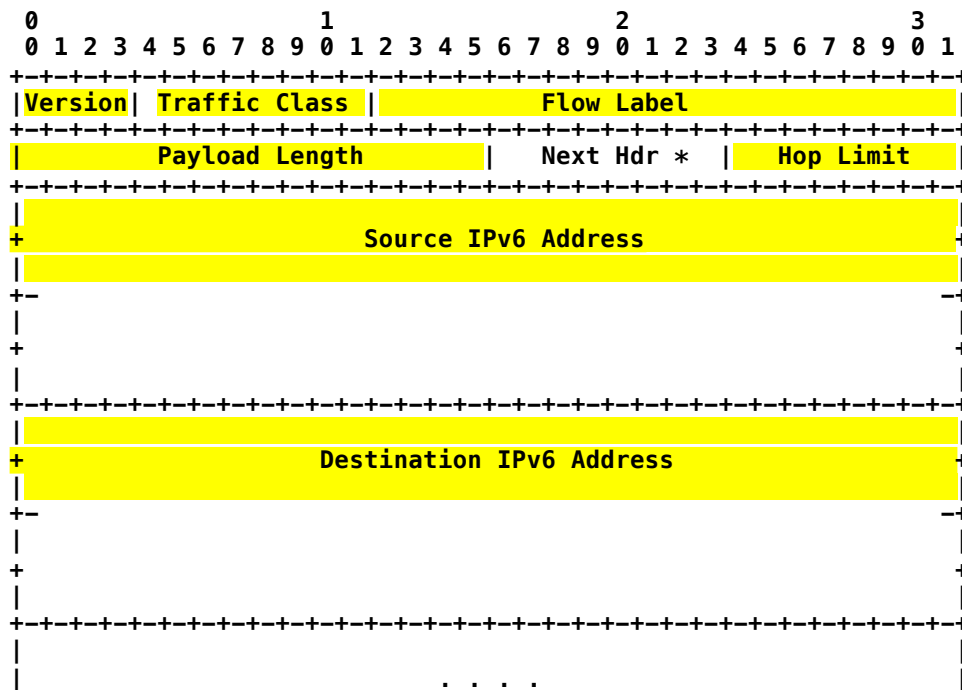 0                   1                   2                   3
 0 1 2 3 4 5 6 7 8 9 0 1 2 3 4 5 6 7 8 9 0 1 2 3 4 5 6 7 8 9 0 1
+-+-+-+-+-+-+-+-+-+-+-+-+-+-+-+-+-+-+-+-+-+-+-+-+-+-+-+-+-+-+-+-+
|Version| Traffic Class |          Flow Label                   |
+-+-+-+-+-+-+-+-+-+-+-+-+-+-+-+-+-+-+-+-+-+-+-+-+-+-+-+-+-+-+-+-+
|         Payload Length        |   Next Hdr *  |   Hop Limit   |
+-+-+-+-+-+-+-+-+-+-+-+-+-+-+-+-+-+-+-+-+-+-+-+-+-+-+-+-+-+-+-+-+
|                                                               |
+                       Source IPv6 Address                     +
|                                                               |
+-                                                             -+
|                                                               |
+                                                               +
|                                                               |
+-+-+-+-+-+-+-+-+-+-+-+-+-+-+-+-+-+-+-+-+-+-+-+-+-+-+-+-+-+-+-+-+
|                                                               |
+                    Destination IPv6 Address                   +
|                                                               |
+-                                                             -+
|                                                               |
+                                                               +
|                                                               |
+-+-+-+-+-+-+-+-+-+-+-+-+-+-+-+-+-+-+-+-+-+-+-+-+-+-+-+-+-+-+-+-+
|                                                               |
|                            . . . .                            |